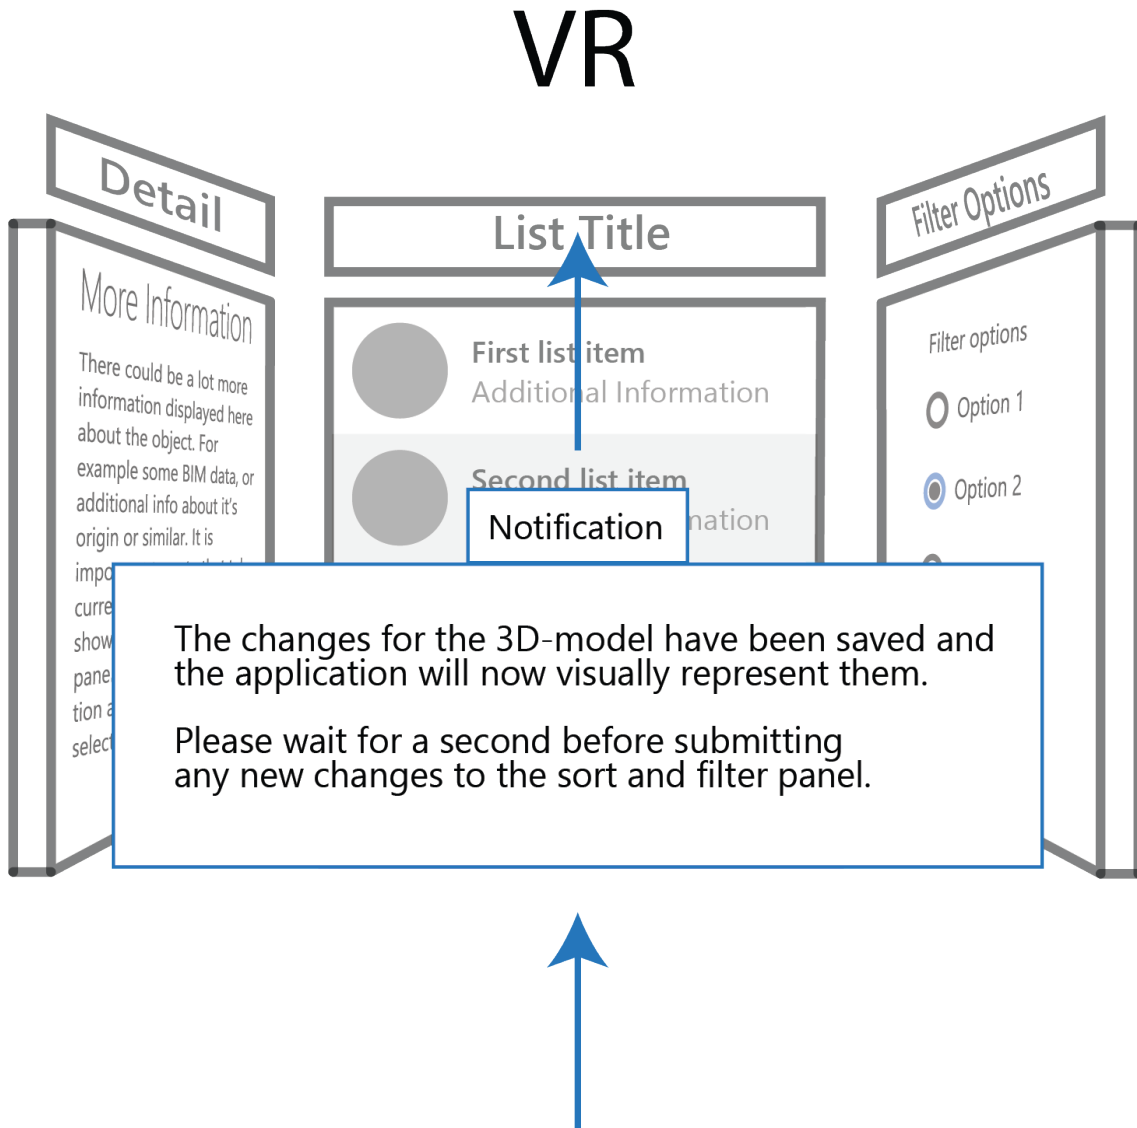 VR
Detail
List Title
Filter Options
More Information
There could be a lot more
information displayed here
about the object. For
example some BIM data, or
additional info about it's
origin or similar. It is
First list item
Additional Information
Second list item
Filter options
Option 1
Option 2
Notification
The changes for the 3D-model have been saved and
the application will now visually represent them.
Please wait for a second before submitting
any new changes to the sort and filter panel.